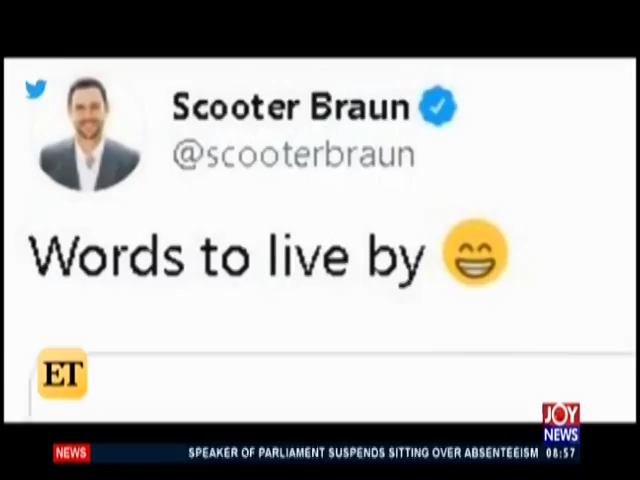 Scooter Braun
@scooterbraun
Words to live by 😁
ET
JOY
NEWS
NEWS SPEAKER OF PARLIAMENT SUSPENDS SITTING OVER ABSENTEEISM 08:57